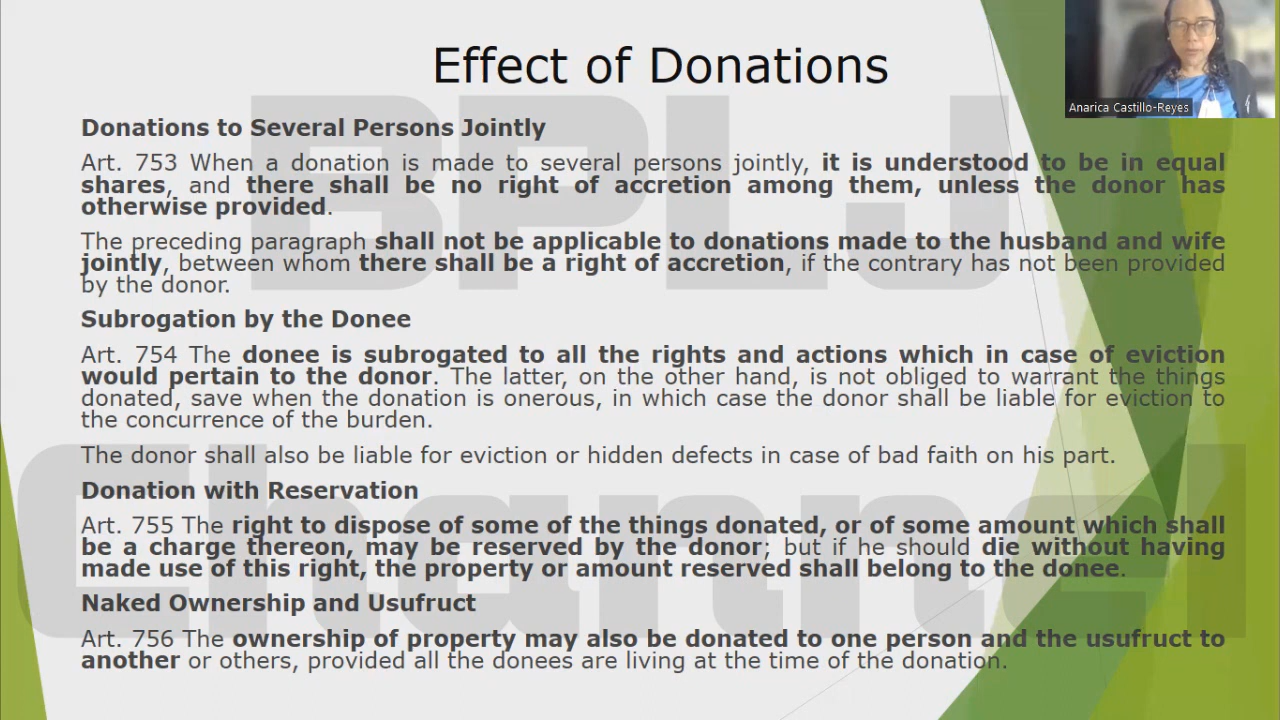 Effect of Donations
Anarica Castillo-Reyes
Donations to Several Persons Jointly
Art. 753 When a donation is made to several persons jointly, it is understood to be in equal
shares, and there shall be no right of accretion among them, unless the donor has
otherwise provided.
The preceding paragraph shall not be applicable to donations made to the husband and wife
jointly, between whom there shall be a right of accretion, if the contrary has not been provided
by the donor.
Subrogation by the Donee
Art. 754 The donee is subrogated to all the rights and actions which in case of eviction
would pertain to the donor. The latter, on the other hand, is not obliged to warrant the things
donated, save when the donation is onerous, in which case the donor shall be liable for eviction to
the concurrence of the burden.
The donor shall also be liable for eviction or hidden defects in case of bad faith on his part.
Donation with Reservation
Art. 755 The right to dispose of some of the things donated, or of some amount which shall
be a charge thereon, may be reserved by the donor; but if he should die without having
made use of this right, the property or amount reserved shall belong to the donee.
Naked Ownership and Usufruct
Art. 756 The ownership of property may also be donated to one person and the usufruct to
another or others, provided all the donees are living at the time of the donation.
BPLJ
Channel